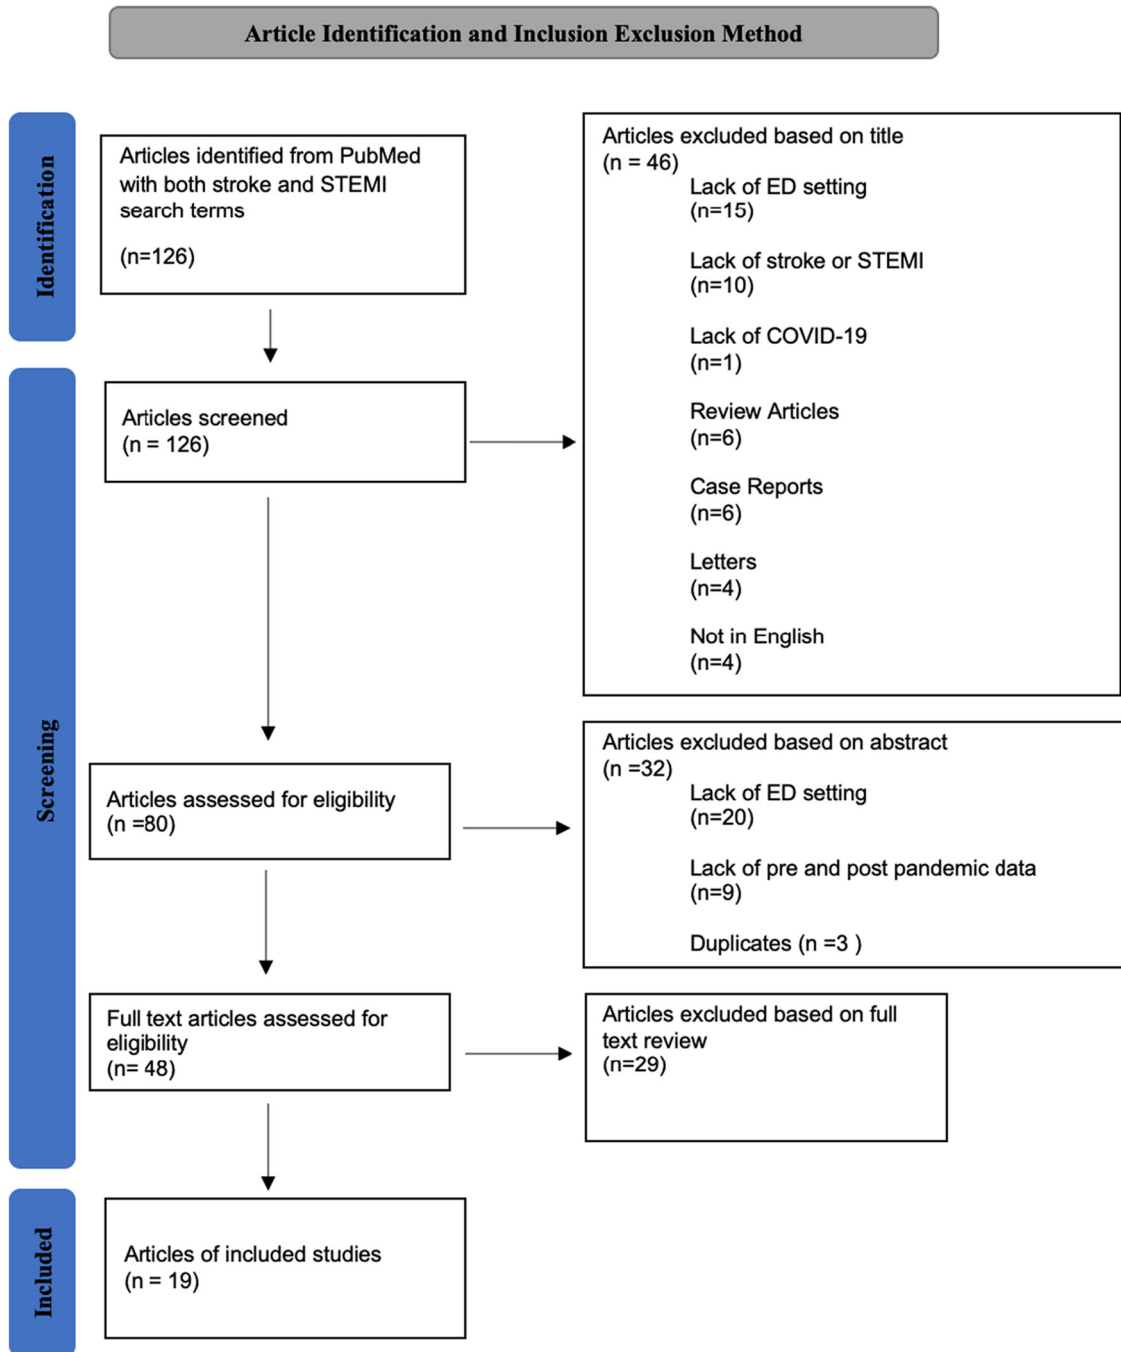 Article Identification and Inclusion Exclusion Method
Identification
Articles identified from PubMed
with both stroke and STEMI
search terms
(n=126)
Articles excluded based on title
(n = 46)
Lack of ED setting
(n=15)
Lack of stroke or STEMI
(n=10)
Lack of COVID-19
(n=1)
Review Articles
(n=6)
Case Reports
(n=6)
Letters
(n=4)
Not in English
(n=4)
Screening
Articles screened
(n = 126)
Articles assessed for eligibility
(n =80)
Articles excluded based on abstract
(n =32)
Lack of ED setting
(n=20)
Lack of pre and post pandemic data
(n=9)
Duplicates (n =3 )
Full text articles assessed for
eligibility
(n= 48)
Articles excluded based on full
text review
(n=29)
Included
Articles of included studies
(n = 19)